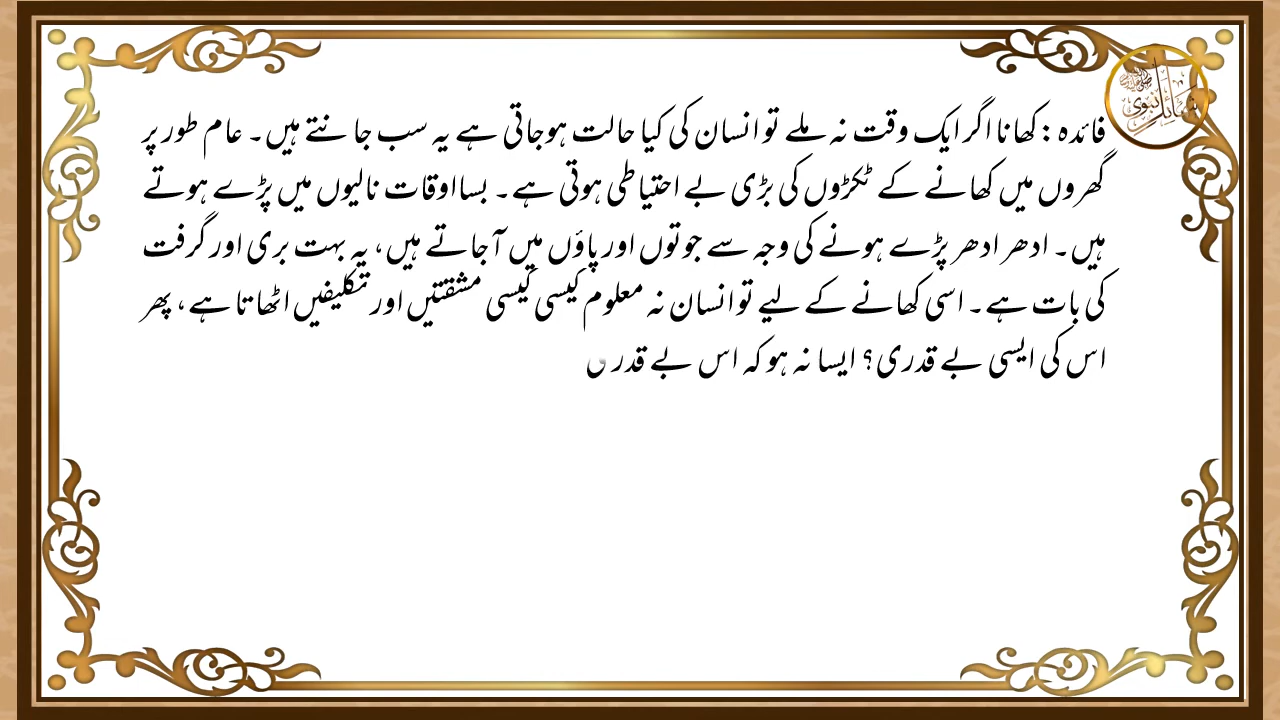 شمائل نبوی
فائدہ: کھانا اگر ایک وقت نہ ملے تو انسان کی کیا حالت ہوجاتی ہے یہ سب جانتے ہیں۔ عام طور پر
گھروں میں کھانے کے ٹکڑوں کی بڑی بے احتیاطی ہوتی ہے۔ بسااوقات نالیوں میں پڑے ہوتے
ہیں۔ ادھر ادھر پڑے ہونے کی وجہ سے جوتوں اور پاؤں میں آجاتے ہیں، یہ بہت بری اور گرفت
کی بات ہے۔ اسی کھانے کے لیے تو انسان نہ معلوم کیسی کیسی مشقتیں اور تکلیفیں اٹھاتا ہے، پھر
اس کی ایسی بے قدری؟ ایسا نہ ہو کہ اس بے قدری